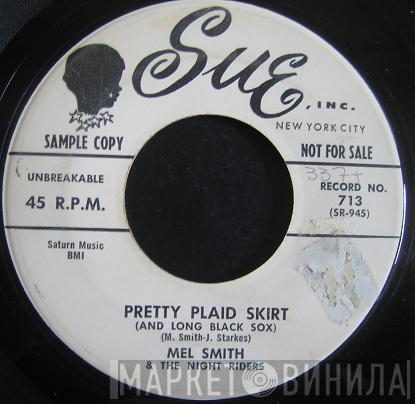 Sue, INC.
NEW YORK CITY
SAMPLE COPY
NOT FOR SALE
UNBREAKABLE
45 R.P.M.
337+
RECORD NO.
713
(SR-945)
Saturn Music
BMI
PRETTY PLAID SKIRT
(AND LONG BLACK SOX)
(M. Smith-J. Starkes)
MEL SMITH
& THE NIGHT RIDERS
МАРКЕТ ВИНИЛА